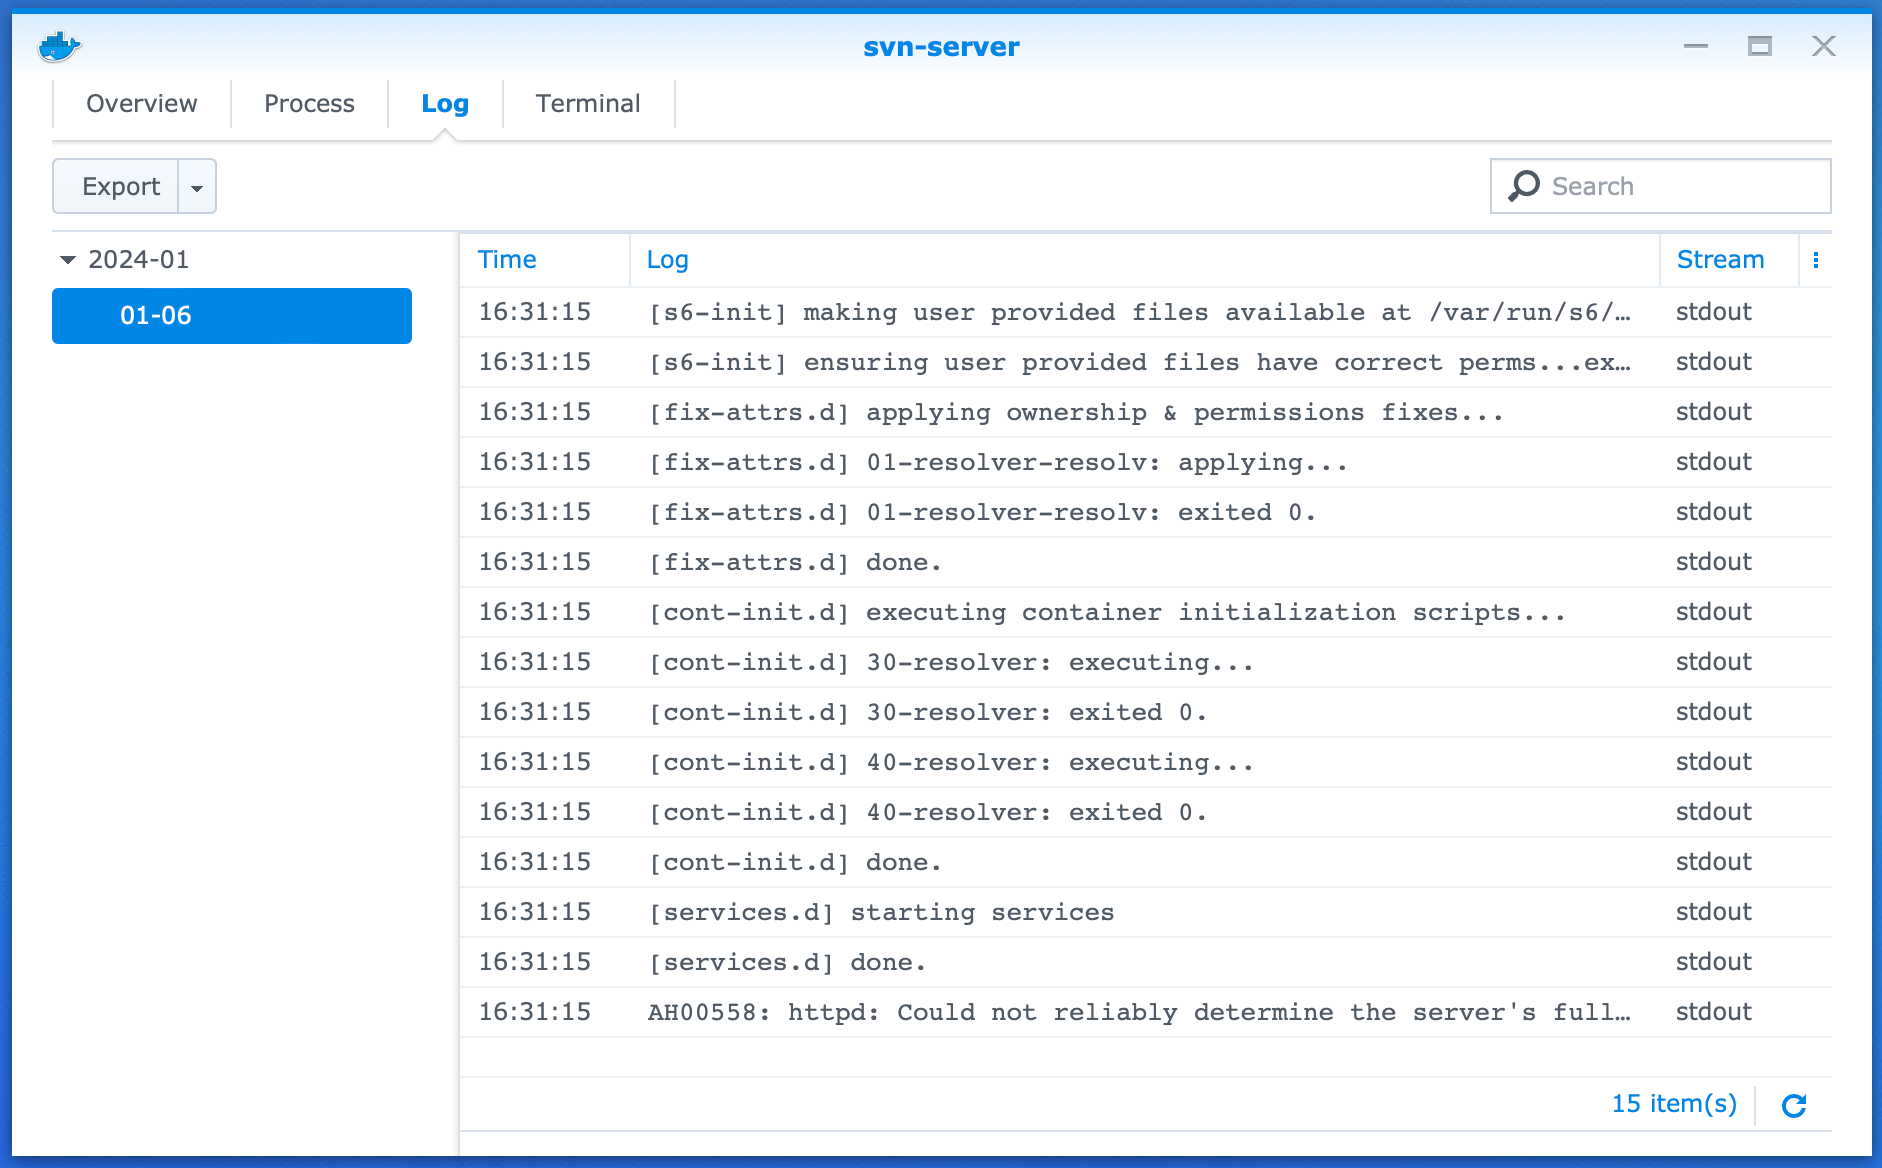 svn-server
Overview Process Log Terminal
Export Search
2024-01
01-06
Time Log Stream
16:31:15 [s6-init] making user provided files available at /var/run/s6/… stdout
16:31:15 [s6-init] ensuring user provided files have correct perms...ex… stdout
16:31:15 [fix-attrs.d] applying ownership & permissions fixes... stdout
16:31:15 [fix-attrs.d] 01-resolver-resolv: applying... stdout
16:31:15 [fix-attrs.d] 01-resolver-resolv: exited 0. stdout
16:31:15 [fix-attrs.d] done. stdout
16:31:15 [cont-init.d] executing container initialization scripts... stdout
16:31:15 [cont-init.d] 30-resolver: executing... stdout
16:31:15 [cont-init.d] 30-resolver: exited 0. stdout
16:31:15 [cont-init.d] 40-resolver: executing... stdout
16:31:15 [cont-init.d] 40-resolver: exited 0. stdout
16:31:15 [cont-init.d] done. stdout
16:31:15 [services.d] starting services stdout
16:31:15 [services.d] done. stdout
16:31:15 AH00558: httpd: Could not reliably determine the server's full… stdout
15 item(s)